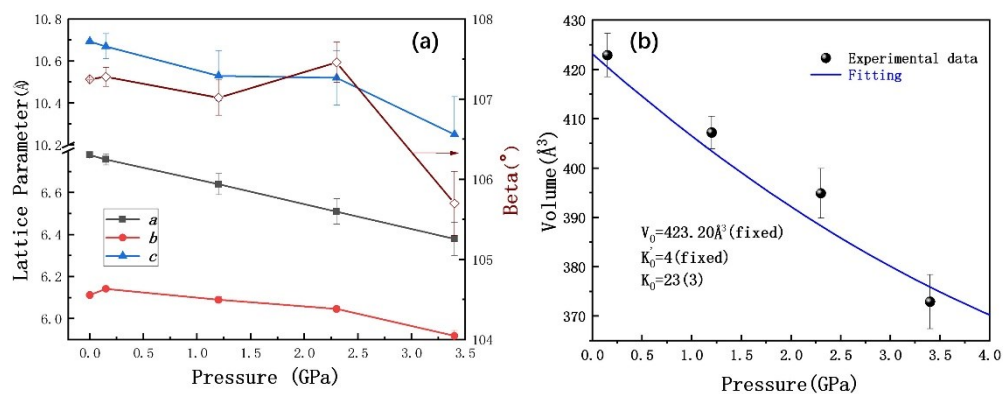 (a)
10.8
10.6
10.4
10.2
6.6
6.4
6.2
6.0
Lattice Parameter(A)
a
b
c
108
107
106
105
104
Beta(°)
0.0 0.5 1.0 1.5 2.0 2.5 3.0 3.5
Pressure (GPa)
(b)
430
420
410
400
390
380
370
Volume(Å³)
Experimental data
Fitting
V₀=423.20Å³(fixed)
K₀'=4(fixed)
K₀=23(3)
0.0 0.5 1.0 1.5 2.0 2.5 3.0 3.5 4.0
Pressure(GPa)